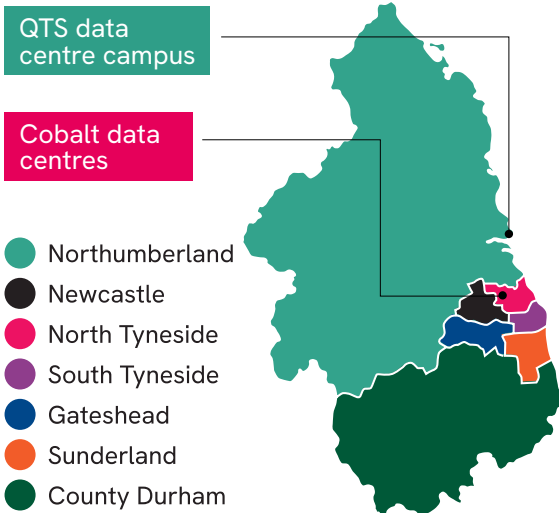 QTS data
centre campus
Cobalt data
centres
Northumberland
Newcastle
North Tyneside
South Tyneside
Gateshead
Sunderland
County Durham